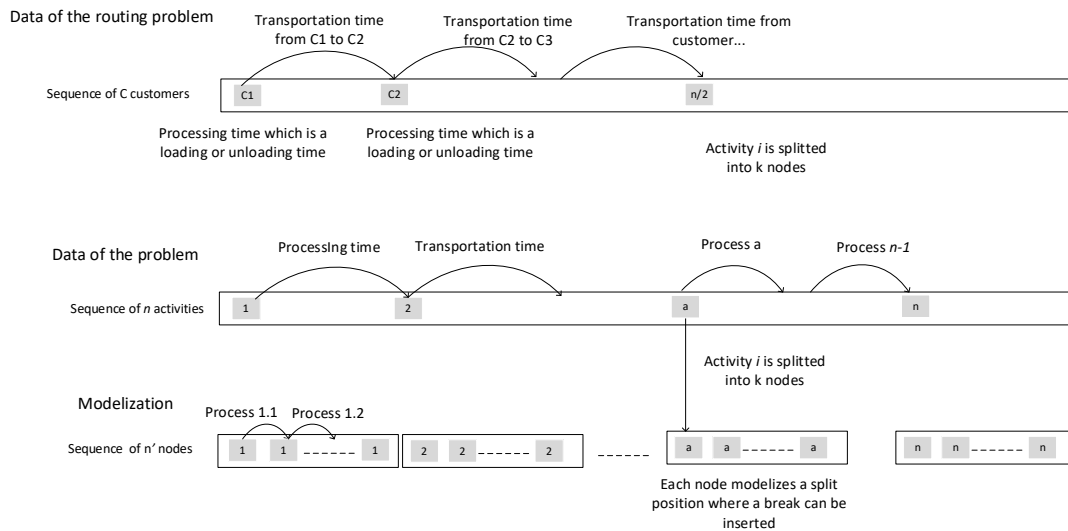 Data of the routing problem
Transportation time
from C1 to C2
Transportation time
from C2 to C3
Transportation time from
customer...
Sequence of C customers
C1
C2
n/2
Processing time which is a
loading or unloading time
Processing time which is a
loading or unloading time
Activity i is splitted
into k nodes
Data of the problem
ProcessIng time
Transportation time
Process a
Process n-1
Sequence of n activities
1
2
a
n
Activity i is splitted
into k nodes
Modelization
Process 1.1
Process 1.2
Sequence of n’ nodes
1 1 ------ 1
2 2 ------ 2
------
a a ------ a
n n ------ n
Each node modelizes a split
position where a break can be
inserted